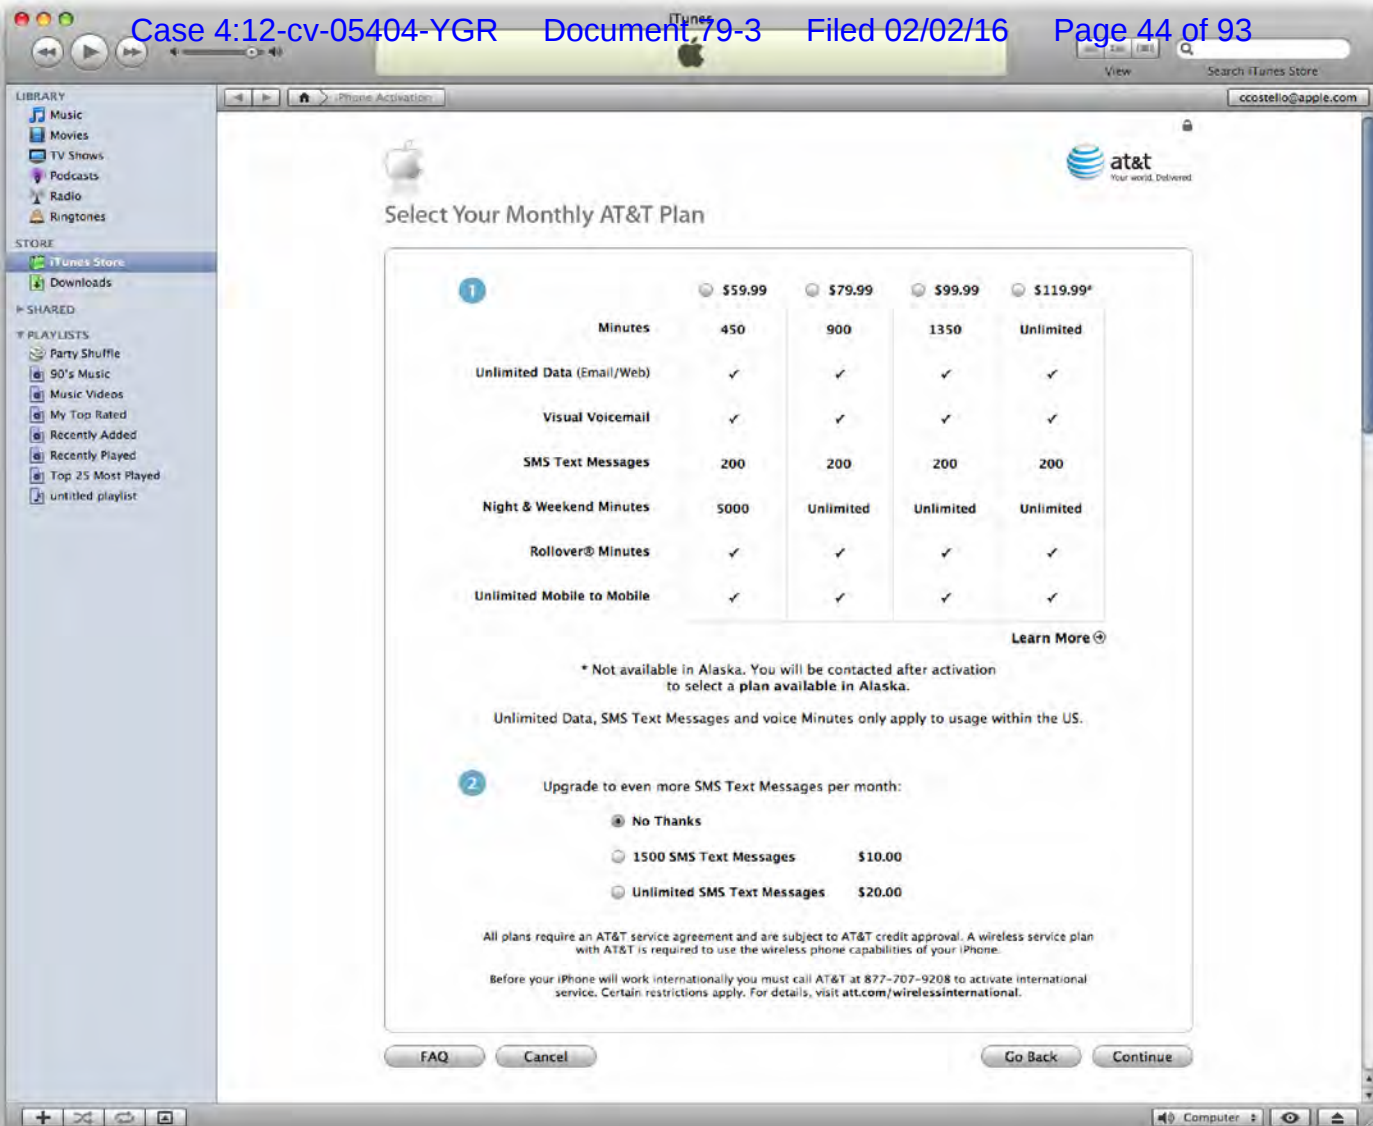 iTunes
Case 4:12-cv-05404-YGR Document 79-3 Filed 02/02/16 Page 44 of 93
View
Search iTunes Store
LIBRARY
Music
Movies
TV Shows
Podcasts
Radio
Ringtones
STORE
iTunes Store
Downloads
SHARED
PLAYLISTS
Party Shuffle
90's Music
Music Videos
My Top Rated
Recently Added
Recently Played
Top 25 Most Played
untitled playlist
iPhone Activation
ccostello@apple.com
at&t
Your world. Delivered.
Select Your Monthly AT&T Plan
1 $59.99 $79.99 $99.99 $119.99*
Minutes 450 900 1350 Unlimited
Unlimited Data (Email/Web) ✓ ✓ ✓ ✓
Visual Voicemail ✓ ✓ ✓ ✓
SMS Text Messages 200 200 200 200
Night & Weekend Minutes 5000 Unlimited Unlimited Unlimited
Rollover® Minutes ✓ ✓ ✓ ✓
Unlimited Mobile to Mobile ✓ ✓ ✓ ✓
Learn More
* Not available in Alaska. You will be contacted after activation
to select a plan available in Alaska.
Unlimited Data, SMS Text Messages and voice Minutes only apply to usage within the US.
2 Upgrade to even more SMS Text Messages per month:
No Thanks
1500 SMS Text Messages $10.00
Unlimited SMS Text Messages $20.00
All plans require an AT&T service agreement and are subject to AT&T credit approval. A wireless service plan
with AT&T is required to use the wireless phone capabilities of your iPhone.
Before your iPhone will work internationally you must call AT&T at 877-707-9208 to activate international
service. Certain restrictions apply. For details, visit att.com/wirelessinternational.
FAQ
Cancel
Go Back
Continue
Computer